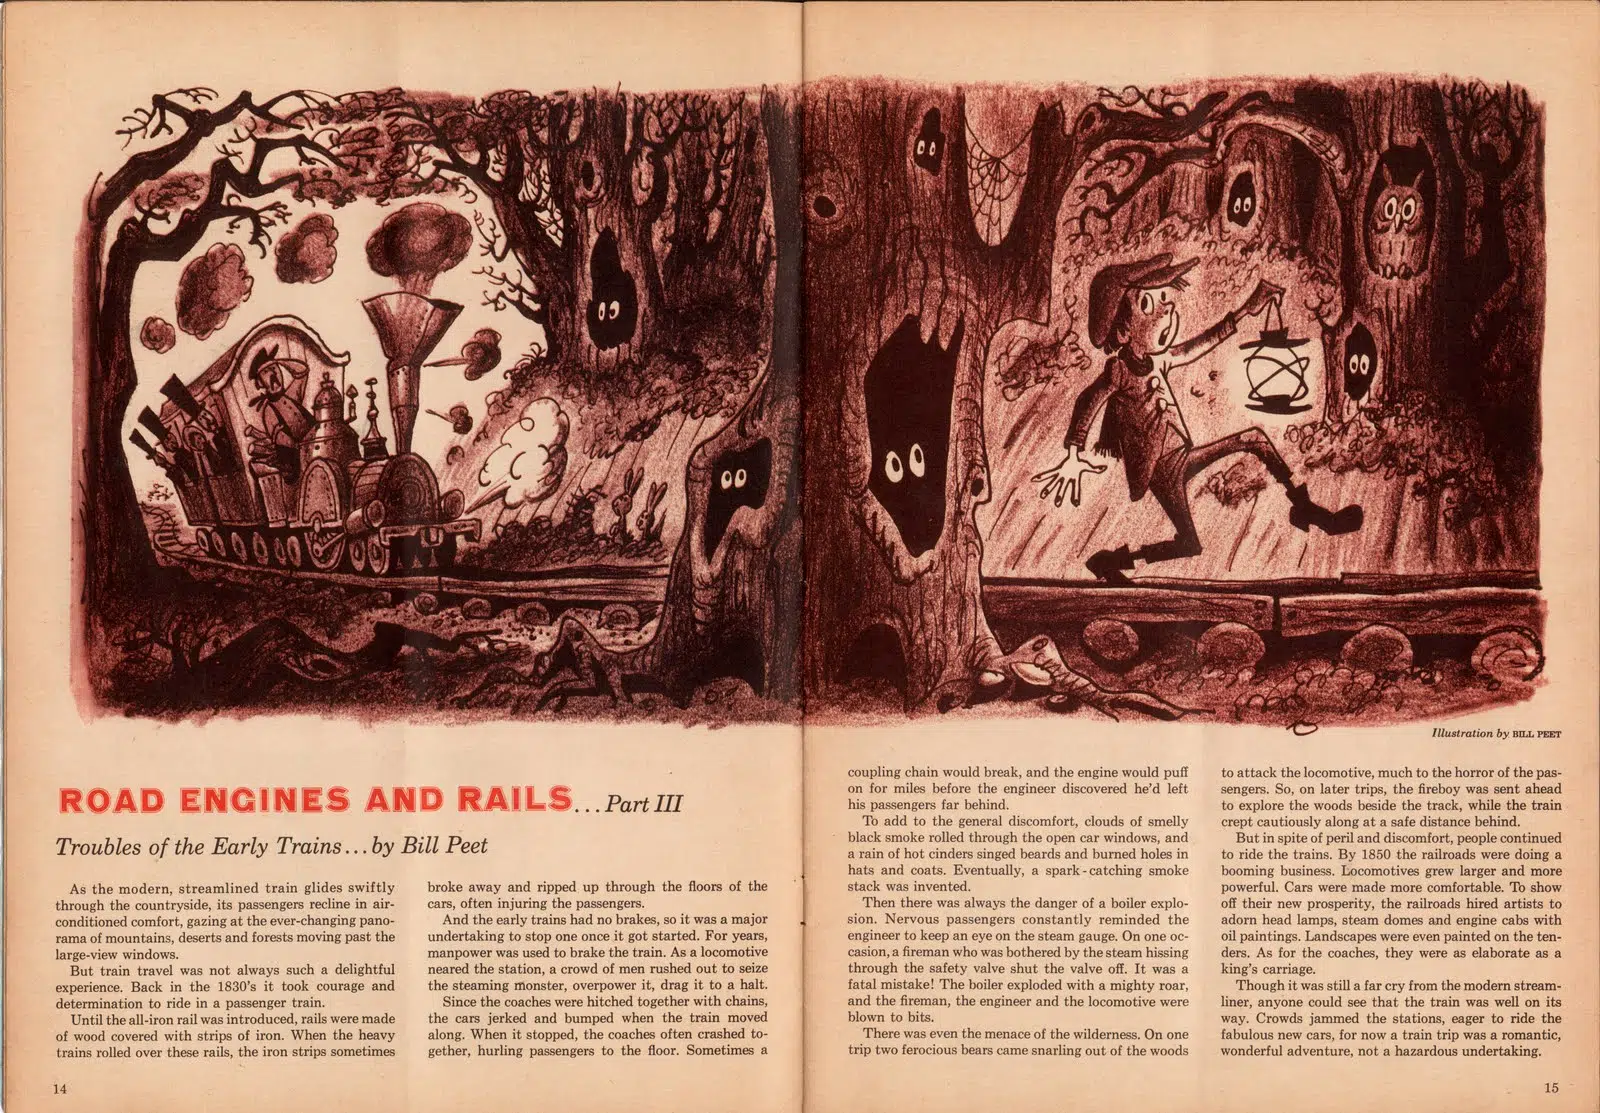 Illustration by BILL PEET
ROAD ENGINES AND RAILS...Part III
Troubles of the Early Trains...by Bill Peet
As the modern, streamlined train glides swiftly
through the countryside, its passengers recline in air-
conditioned comfort, gazing at the ever-changing pano-
rama of mountains, deserts and forests moving past the
large-view windows.
But train travel was not always such a delightful
experience. Back in the 1830's it took courage and
determination to ride in a passenger train.
Until the all-iron rail was introduced, rails were made
of wood covered with strips of iron. When the heavy
trains rolled over these rails, the iron strips sometimes
broke away and ripped up through the floors of the
cars, often injuring the passengers.
And the early trains had no brakes, so it was a major
undertaking to stop one once it got started. For years,
manpower was used to brake the train. As a locomotive
neared the station, a crowd of men rushed out to seize
the steaming monster, overpower it, drag it to a halt.
Since the coaches were hitched together with chains,
the cars jerked and bumped when the train moved
along. When it stopped, the coaches often crashed to-
gether, hurling passengers to the floor. Sometimes a
coupling chain would break, and the engine would puff
on for miles before the engineer discovered he'd left
his passengers far behind.
To add to the general discomfort, clouds of smelly
black smoke rolled through the open car windows, and
a rain of hot cinders singed beards and burned holes in
hats and coats. Eventually, a spark-catching smoke
stack was invented.
Then there was always the danger of a boiler explo-
sion. Nervous passengers constantly reminded the
engineer to keep an eye on the steam gauge. On one oc-
casion, a fireman who was bothered by the steam hissing
through the safety valve shut the valve off. It was a
fatal mistake! The boiler exploded with a mighty roar,
and the fireman, the engineer and the locomotive were
blown to bits.
There was even the menace of the wilderness. On one
trip two ferocious bears came snarling out of the woods
to attack the locomotive, much to the horror of the pas-
sengers. So, on later trips, the fireboy was sent ahead
to explore the woods beside the track, while the train
crept cautiously along at a safe distance behind.
But in spite of peril and discomfort, people continued
to ride the trains. By 1850 the railroads were doing a
booming business. Locomotives grew larger and more
powerful. Cars were made more comfortable. To show
off their new prosperity, the railroads hired artists to
adorn head lamps, steam domes and engine cabs with
oil paintings. Landscapes were even painted on the ten-
ders. As for the coaches, they were as elaborate as a
king's carriage.
Though it was still a far cry from the modern stream-
liner, anyone could see that the train was well on its
way. Crowds jammed the stations, eager to ride the
fabulous new cars, for now a train trip was a romantic,
wonderful adventure, not a hazardous undertaking.
14
15